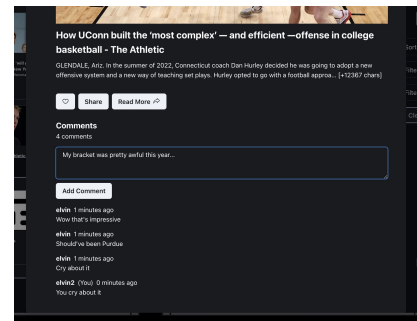 How UConn built the 'most complex' — and efficient —offense in college
basketball - The Athletic
GLENDALE, Ariz. In the summer of 2022, Connecticut coach Dan Hurley decided he was going to adopt a new
offensive system and a new way of teaching set plays. Hurley opted to go with a football approa... [+12367 chars]
Share
Read More
Comments
4 comments
My bracket was pretty awful this year...
Add Comment
elvin 1 minutes ago
Wow that's impressive
elvin 1 minutes ago
Should've been Purdue
elvin 1 minutes ago
Cry about it
elvin2 (You) 0 minutes ago
You cry about it